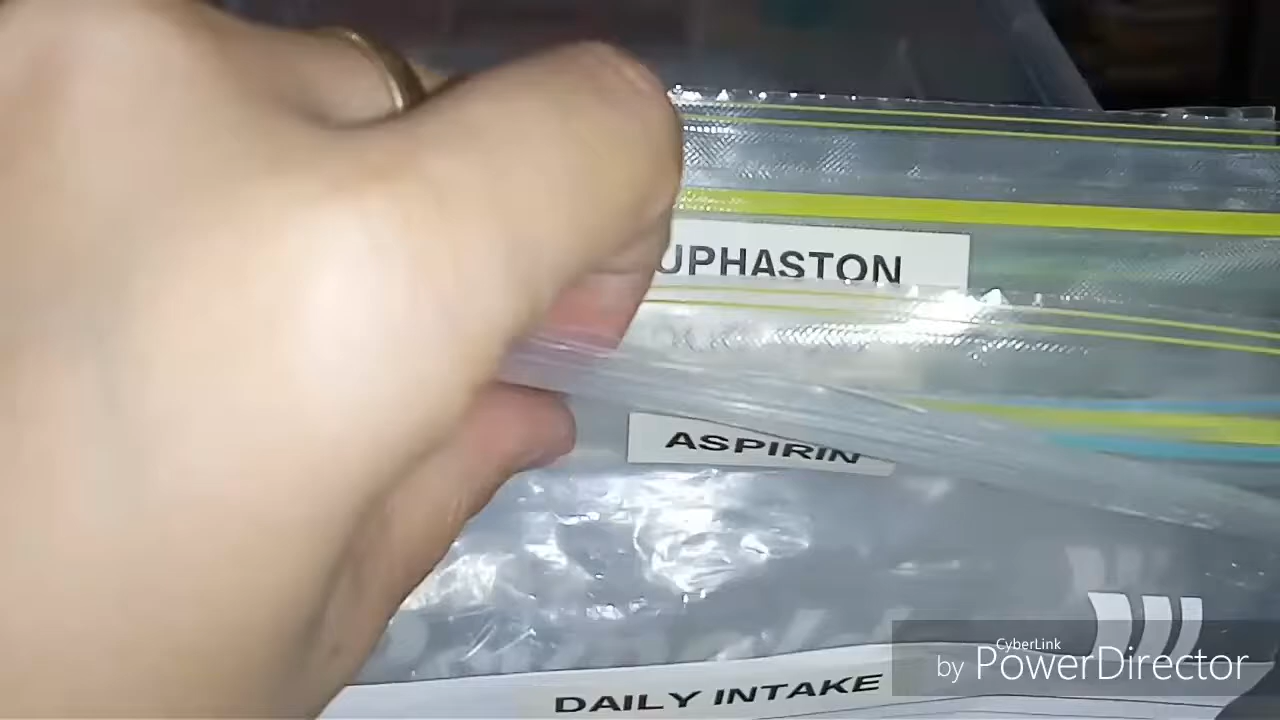 UPHASTON
ASPIRIN
DAILY INTAKE
CyberLink
by PowerDirector